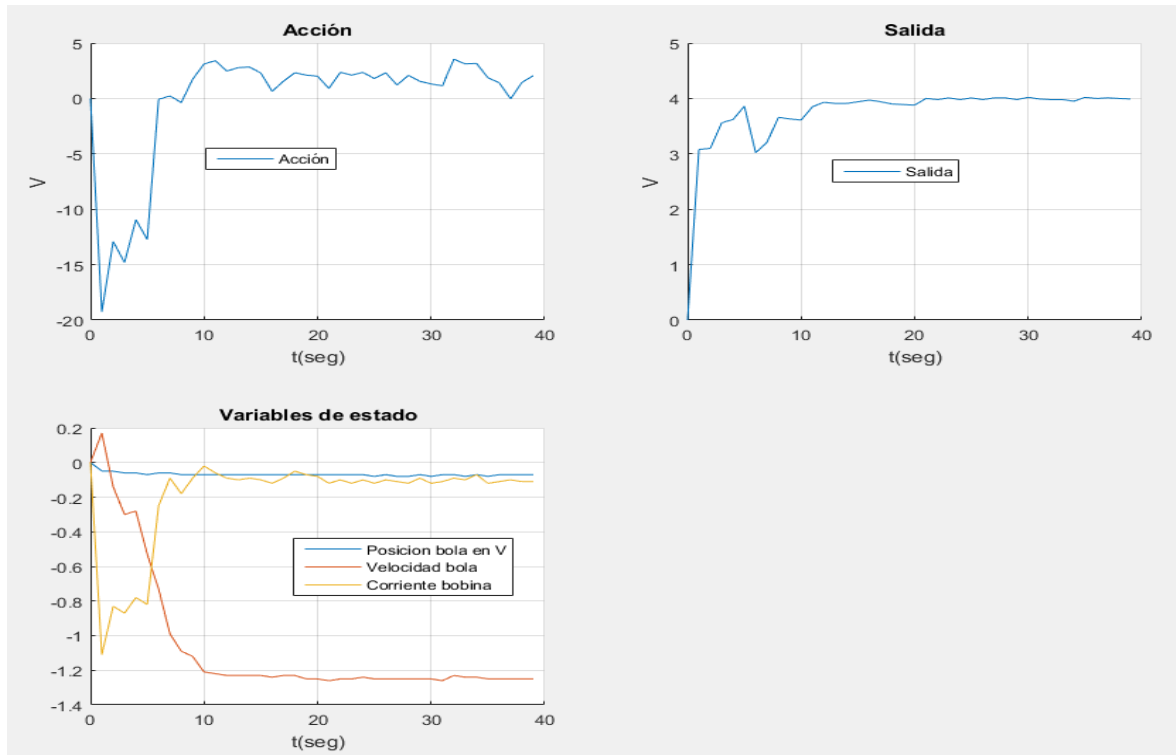 Acción
5
0
-5
-10
-15
-20
V
Acción
0 10 20 30 40
t(seg)
Salida
5
4
3
2
1
0
V
Salida
0 10 20 30 40
t(seg)
Variables de estado
0.2
0
-0.2
-0.4
-0.6
-0.8
-1
-1.2
-1.4
Posicion bola en V
Velocidad bola
Corriente bobina
0 10 20 30 40
t(seg)